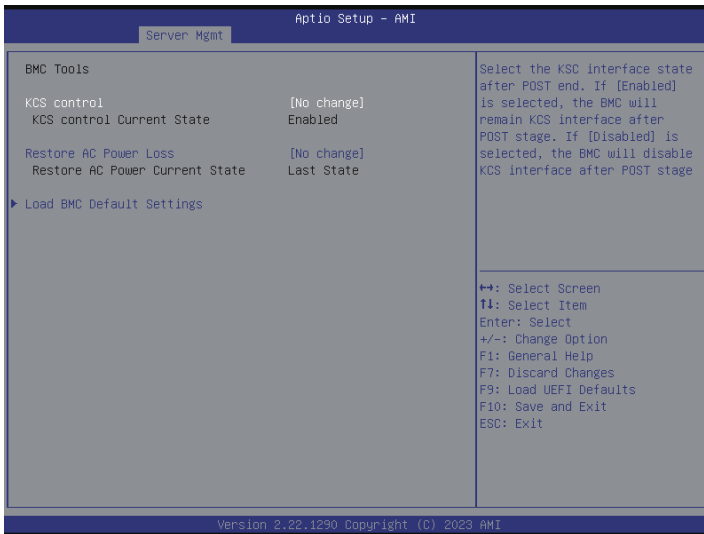 Aptio Setup – AMI
Server Mgmt
BMC Tools
KCS control [No change]
KCS control Current State Enabled
Restore AC Power Loss [No change]
Restore AC Power Current State Last State
Load BMC Default Settings
Select the KSC interface state
after POST end. If [Enabled]
is selected, the BMC will
remain KCS interface after
POST stage. If [Disabled] is
selected, the BMC will disable
KCS interface after POST stage
↔: Select Screen
↑↓: Select Item
Enter: Select
+/-: Change Option
F1: General Help
F7: Discard Changes
F9: Load UEFI Defaults
F10: Save and Exit
ESC: Exit
Version 2.22.1290 Copyright (C) 2023 AMI